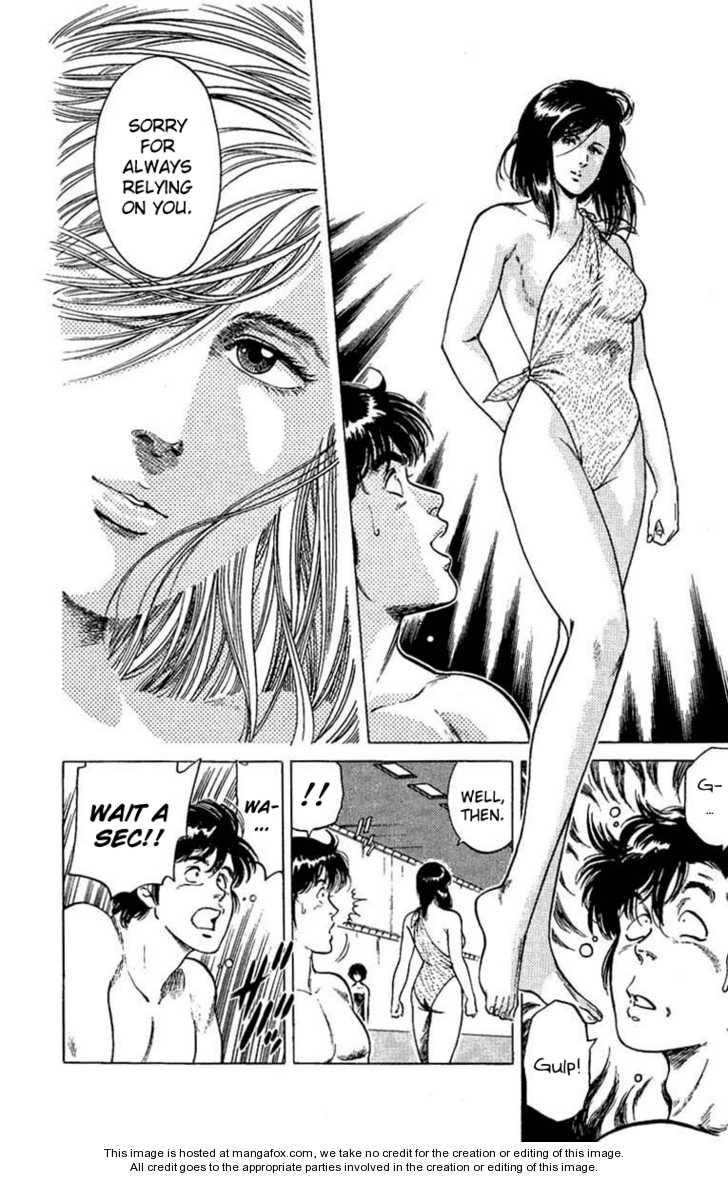 SORRY
FOR
ALWAYS
RELYING
ON YOU.
G-
...
Gulp!
WELL,
THEN.
!!
WA-
...
WAIT A
SEC!!
This image is hosted at mangafox.com, we take no credit for the creation or editing of this image.
All credit goes to the appropriate parties involved in the creation or editing of this image.